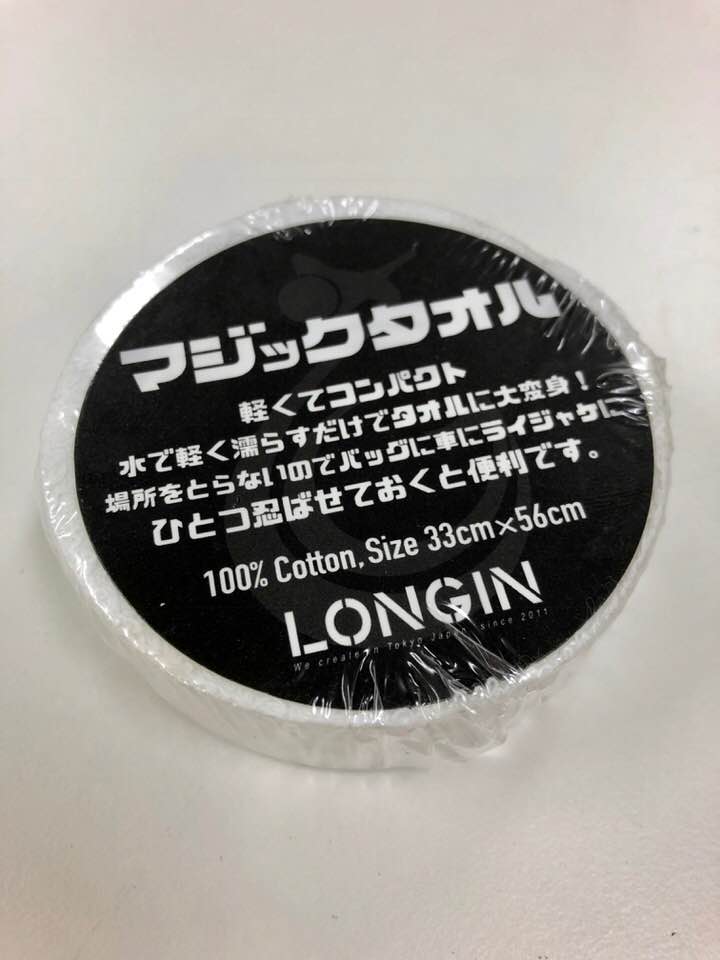 マジックタオル
軽くてコンパクト
水で軽く濡らすだけでタオルに大変身！
場所をとらないのでバッグに車にライジャケに
ひとつ忍ばせておくと便利です。
100% Cotton, Size 33cm×56cm
LONGIN
We create in Tokyo Japan, since 2011